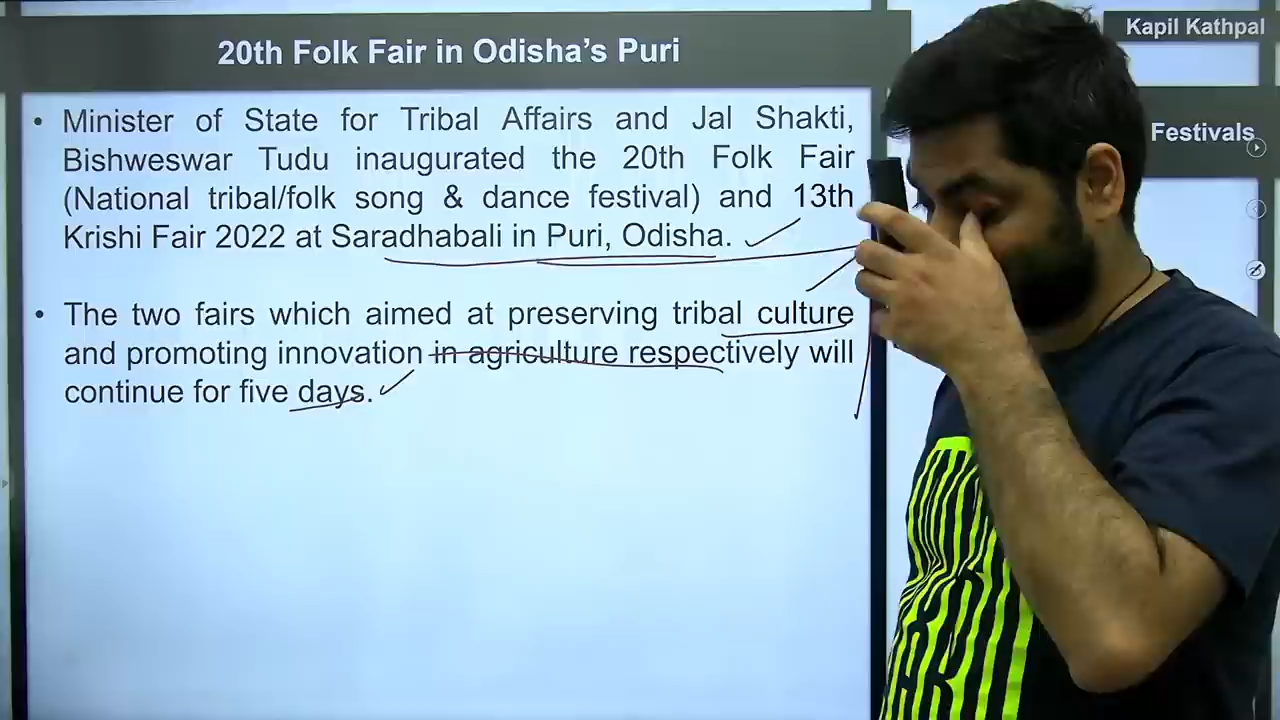 Kapil Kathpal
20th Folk Fair in Odisha's Puri
Festivals
• Minister of State for Tribal Affairs and Jal Shakti,
Bishweswar Tudu inaugurated the 20th Folk Fair
(National tribal/folk song & dance festival) and 13th
Krishi Fair 2022 at Saradhabali in Puri, Odisha.
• The two fairs which aimed at preserving tribal culture
and promoting innovation in agriculture respectively will
continue for five days.